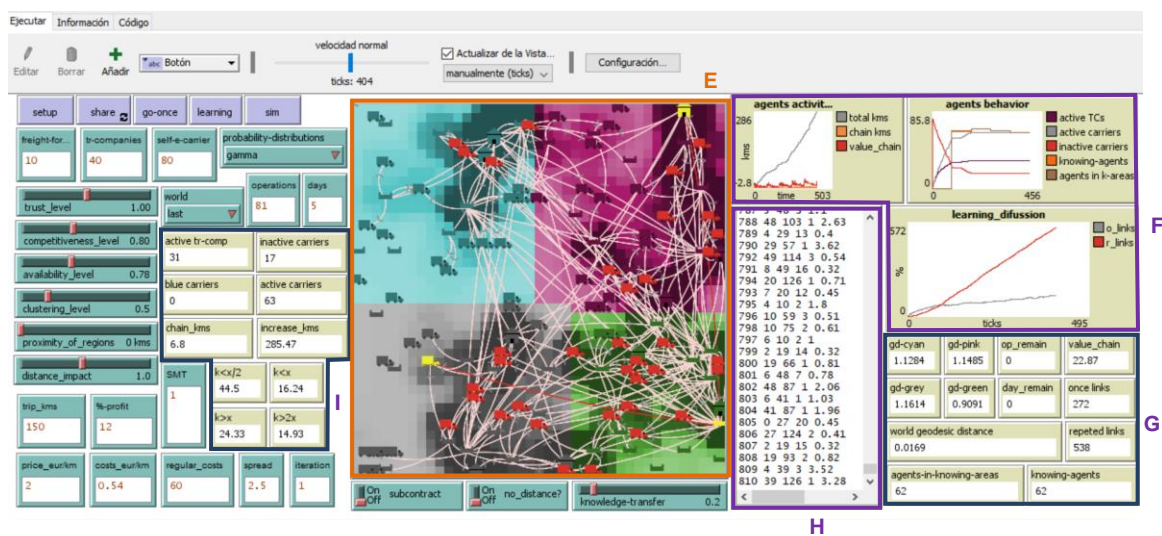 Ejecutar Información Código
Editar Borrar Añadir abc Botón
velocidad normal
ticks: 404
Actualizar de la Vista...
manualmente (ticks)
Configuración...
E
setup share go-once learning sim
freight-for... tr-companies self-e-carrier probability-distributions
10 40 80 gamma
trust_level 1.00
world
last
operations days
81 5
competitiveness_level 0.80
availability_level 0.78
clustering_level 0.5
proximity_of_regions 0 kms
distance_impact 1.0
active tr-comp inactive carriers
31 17
blue carriers active carriers
0 63
chain_kms increase_kms
6.8 285.47
SMT
1
k<x/2 k<x
44.5 16.24
k>x k>2x
24.33 14.93
I
trip_kms %-profit
150 12
price_eur/km costs_eur/km regular_costs spread iteration
2 0.54 60 2.5 1
On
Off
subcontract
On
Off
no_distance?
knowledge-transfer 0.2
agents activit...
286
kms
-2.8
0 time 503
total kms
chain kms
value_chain
agents behavior
85.8
0
0 456
active TCs
active carriers
inactive carriers
knowing-agents
agents in k-areas
learning_difussion
572
%
0
0 ticks 495
o_links
r_links
F
788 48 103 1 2.63
789 4 29 13 0.4
790 29 57 1 3.62
792 49 114 3 0.54
791 8 49 16 0.32
794 20 126 1 0.71
793 7 20 12 0.45
795 4 10 2 1.8
796 10 59 3 0.51
798 10 75 2 0.61
797 6 10 2 1
799 2 19 14 0.32
800 19 66 1 0.81
801 6 48 7 0.78
802 48 87 1 2.06
803 6 41 1 1.03
804 41 87 1 1.96
805 0 27 20 0.45
806 27 124 2 0.41
807 2 19 15 0.32
808 19 93 2 0.82
809 4 39 3 3.52
810 39 126 1 3.28
H
gd-cyan gd-pink op_remain value_chain
1.1284 1.1485 0 22.87
gd-grey gd-green day_remain once links
1.1614 0.9091 0 272
world geodesic distance repeted links
0.0169 538
agents-in-knowing-areas knowing-agents
62 62
G